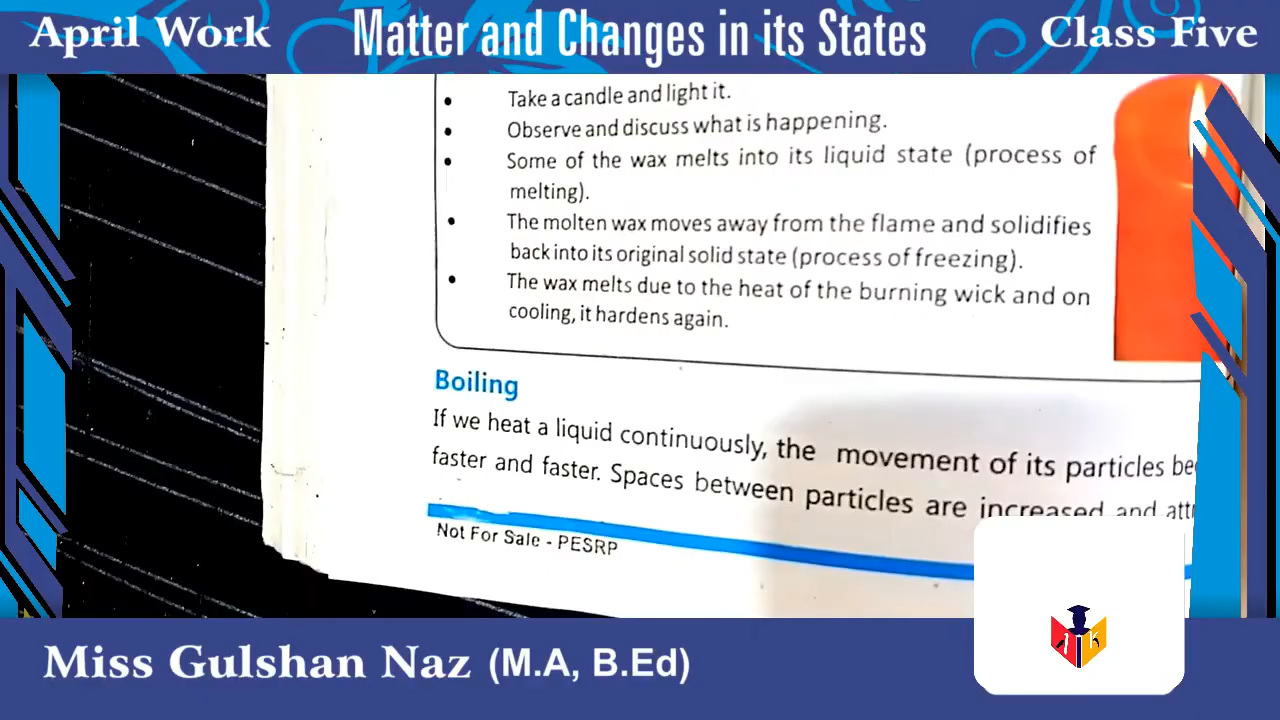 April Work
Matter and Changes in its States
Class Five
• Take a candle and light it.
• Observe and discuss what is happening.
• Some of the wax melts into its liquid state (process of
melting).
• The molten wax moves away from the flame and solidifies
back into its original solid state (process of freezing).
• The wax melts due to the heat of the burning wick and on
cooling, it hardens again.
Boiling
If we heat a liquid continuously, the movement of its particles
faster and faster. Spaces between particles are increased and
Not For Sale - PESRP
Miss Gulshan Naz (M.A, B.Ed)